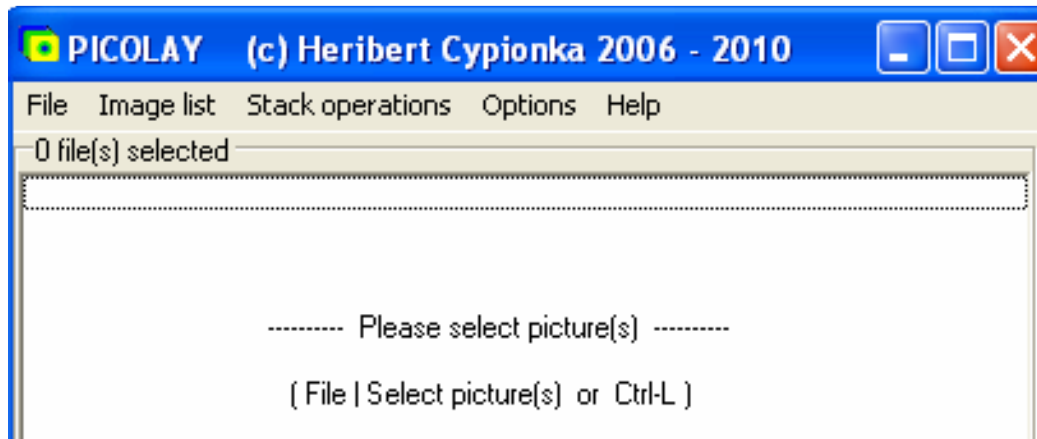 PICOLAY (c) Heribert Cypionka 2006 - 2010
File Image list Stack operations Options Help
0 file(s) selected
---------- Please select picture(s) ----------
( File | Select picture(s) or Ctrl-L )